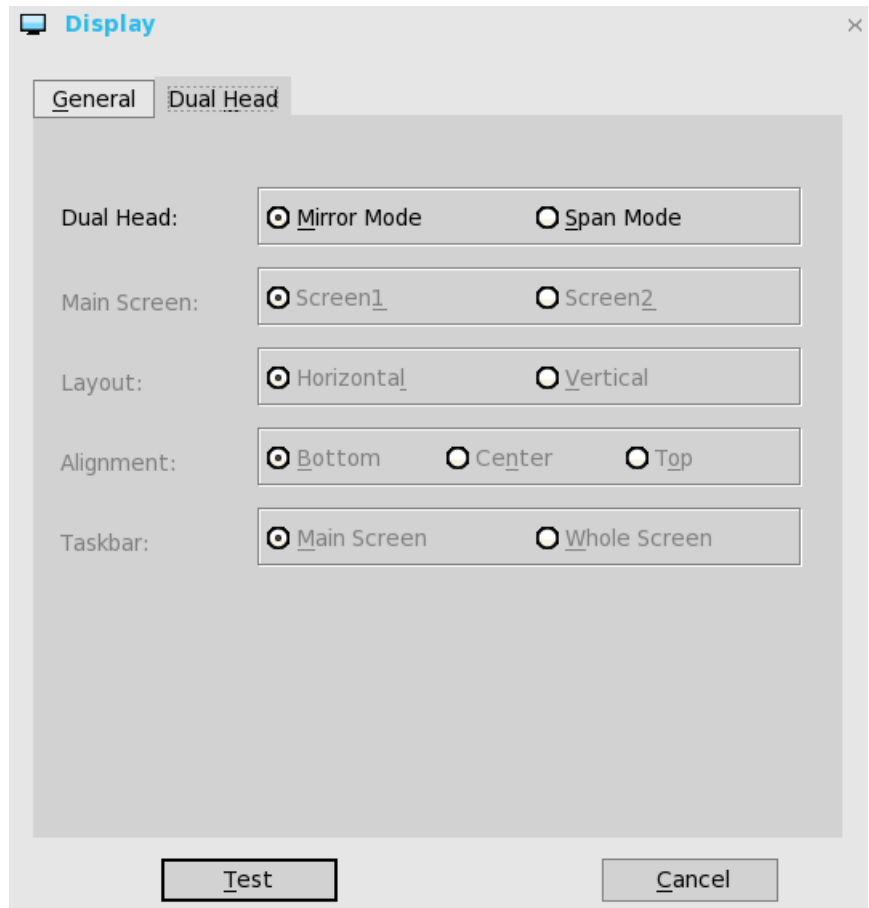 Display
General Dual Head
Dual Head: Mirror Mode Span Mode
Main Screen: Screen1 Screen2
Layout: Horizontal Vertical
Alignment: Bottom Center Top
Taskbar: Main Screen Whole Screen
Test Cancel